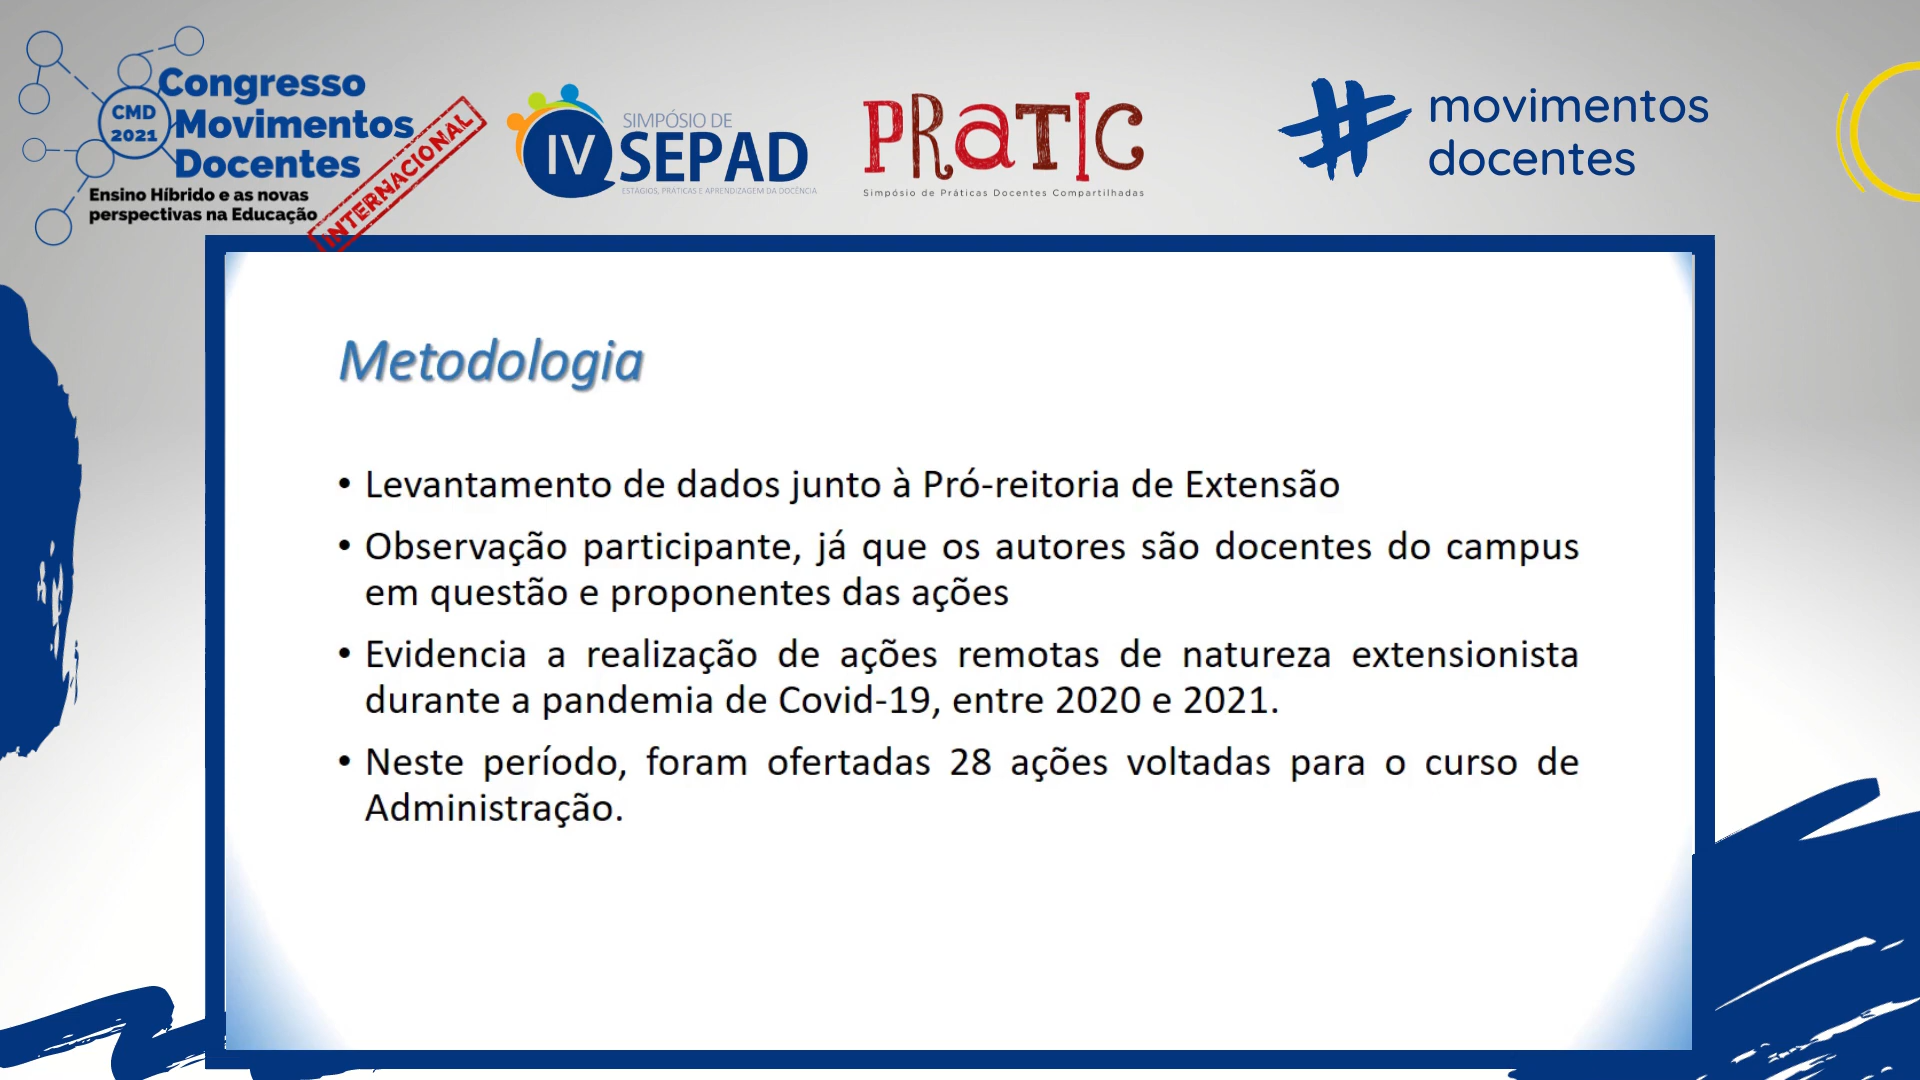 CMD
2021
Congresso
Movimentos
Docentes
Ensino Híbrido e as novas
perspectivas na Educação
INTERNACIONAL
IV
SIMPÓSIO DE
SEPAD
ESTÁGIOS, PRÁTICAS E APRENDIZAGEM DA DOCÊNCIA
PRATIC
Simpósio de Práticas Docentes Compartilhadas
# movimentos
docentes
Metodologia
• Levantamento de dados junto à Pró-reitoria de Extensão
• Observação participante, já que os autores são docentes do campus
em questão e proponentes das ações
• Evidencia a realização de ações remotas de natureza extensionista
durante a pandemia de Covid-19, entre 2020 e 2021.
• Neste período, foram ofertadas 28 ações voltadas para o curso de
Administração.